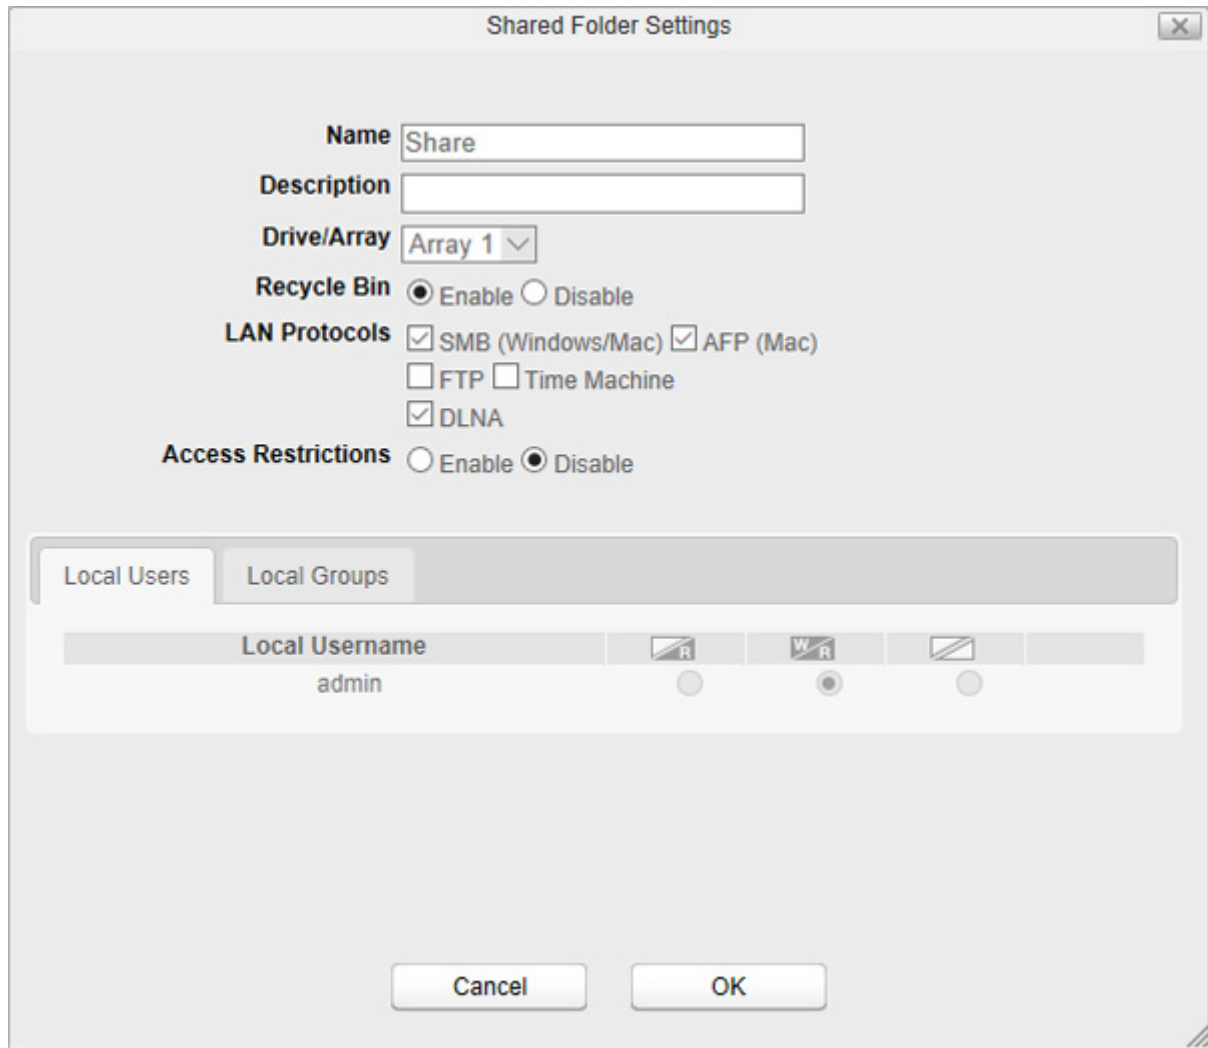 Shared Folder Settings
Name Share
Description
Drive/Array Array 1
Recycle Bin Enable Disable
LAN Protocols SMB (Windows/Mac) AFP (Mac)
FTP Time Machine
DLNA
Access Restrictions Enable Disable
Local Users Local Groups
Local Username R W R
admin
Cancel OK